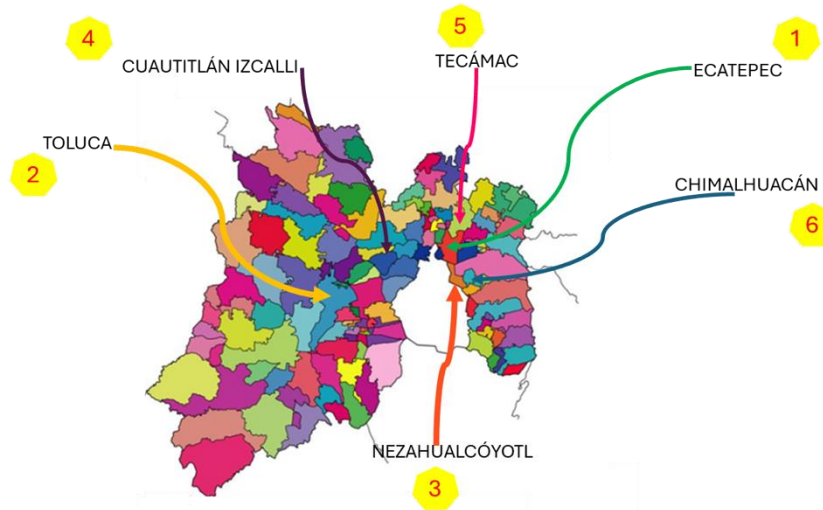 4
5
1
CUAUTITLÁN IZCALLI
TECÁMAC
ECATEPEC
TOLUCA
2
CHIMALHUACÁN
6
NEZAHUALCÓYOTL
3